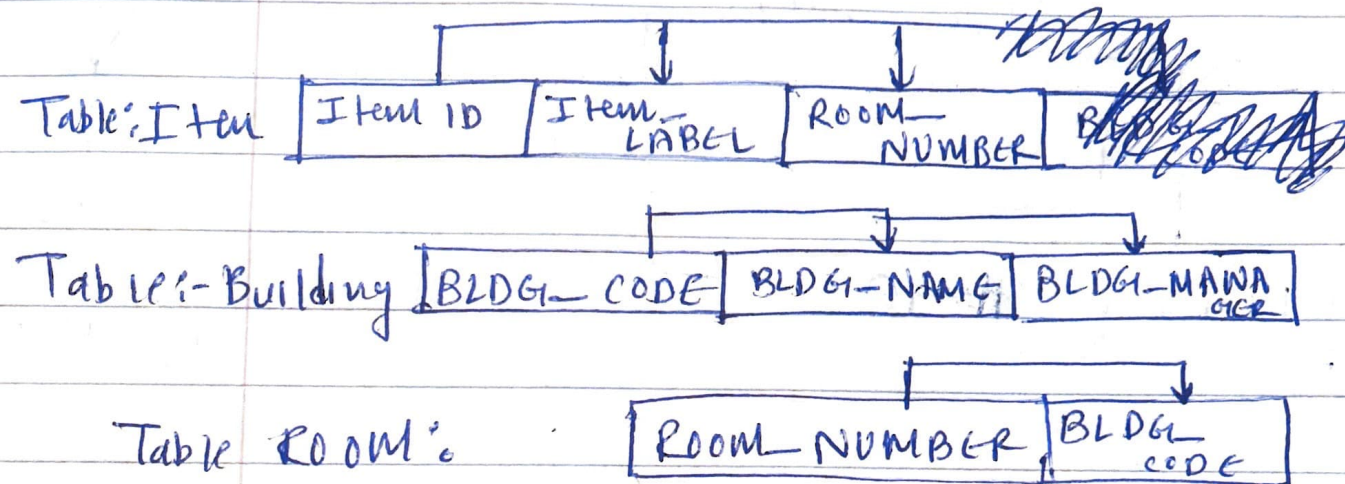 Table: Item Item ID Item_ LABEL ROOM_ NUMBER
Table:- Building BLDG_CODE BLDG_NAME BLDG_MANA GER
Table ROOM: ROOM_NUMBER BLDG_ CODE